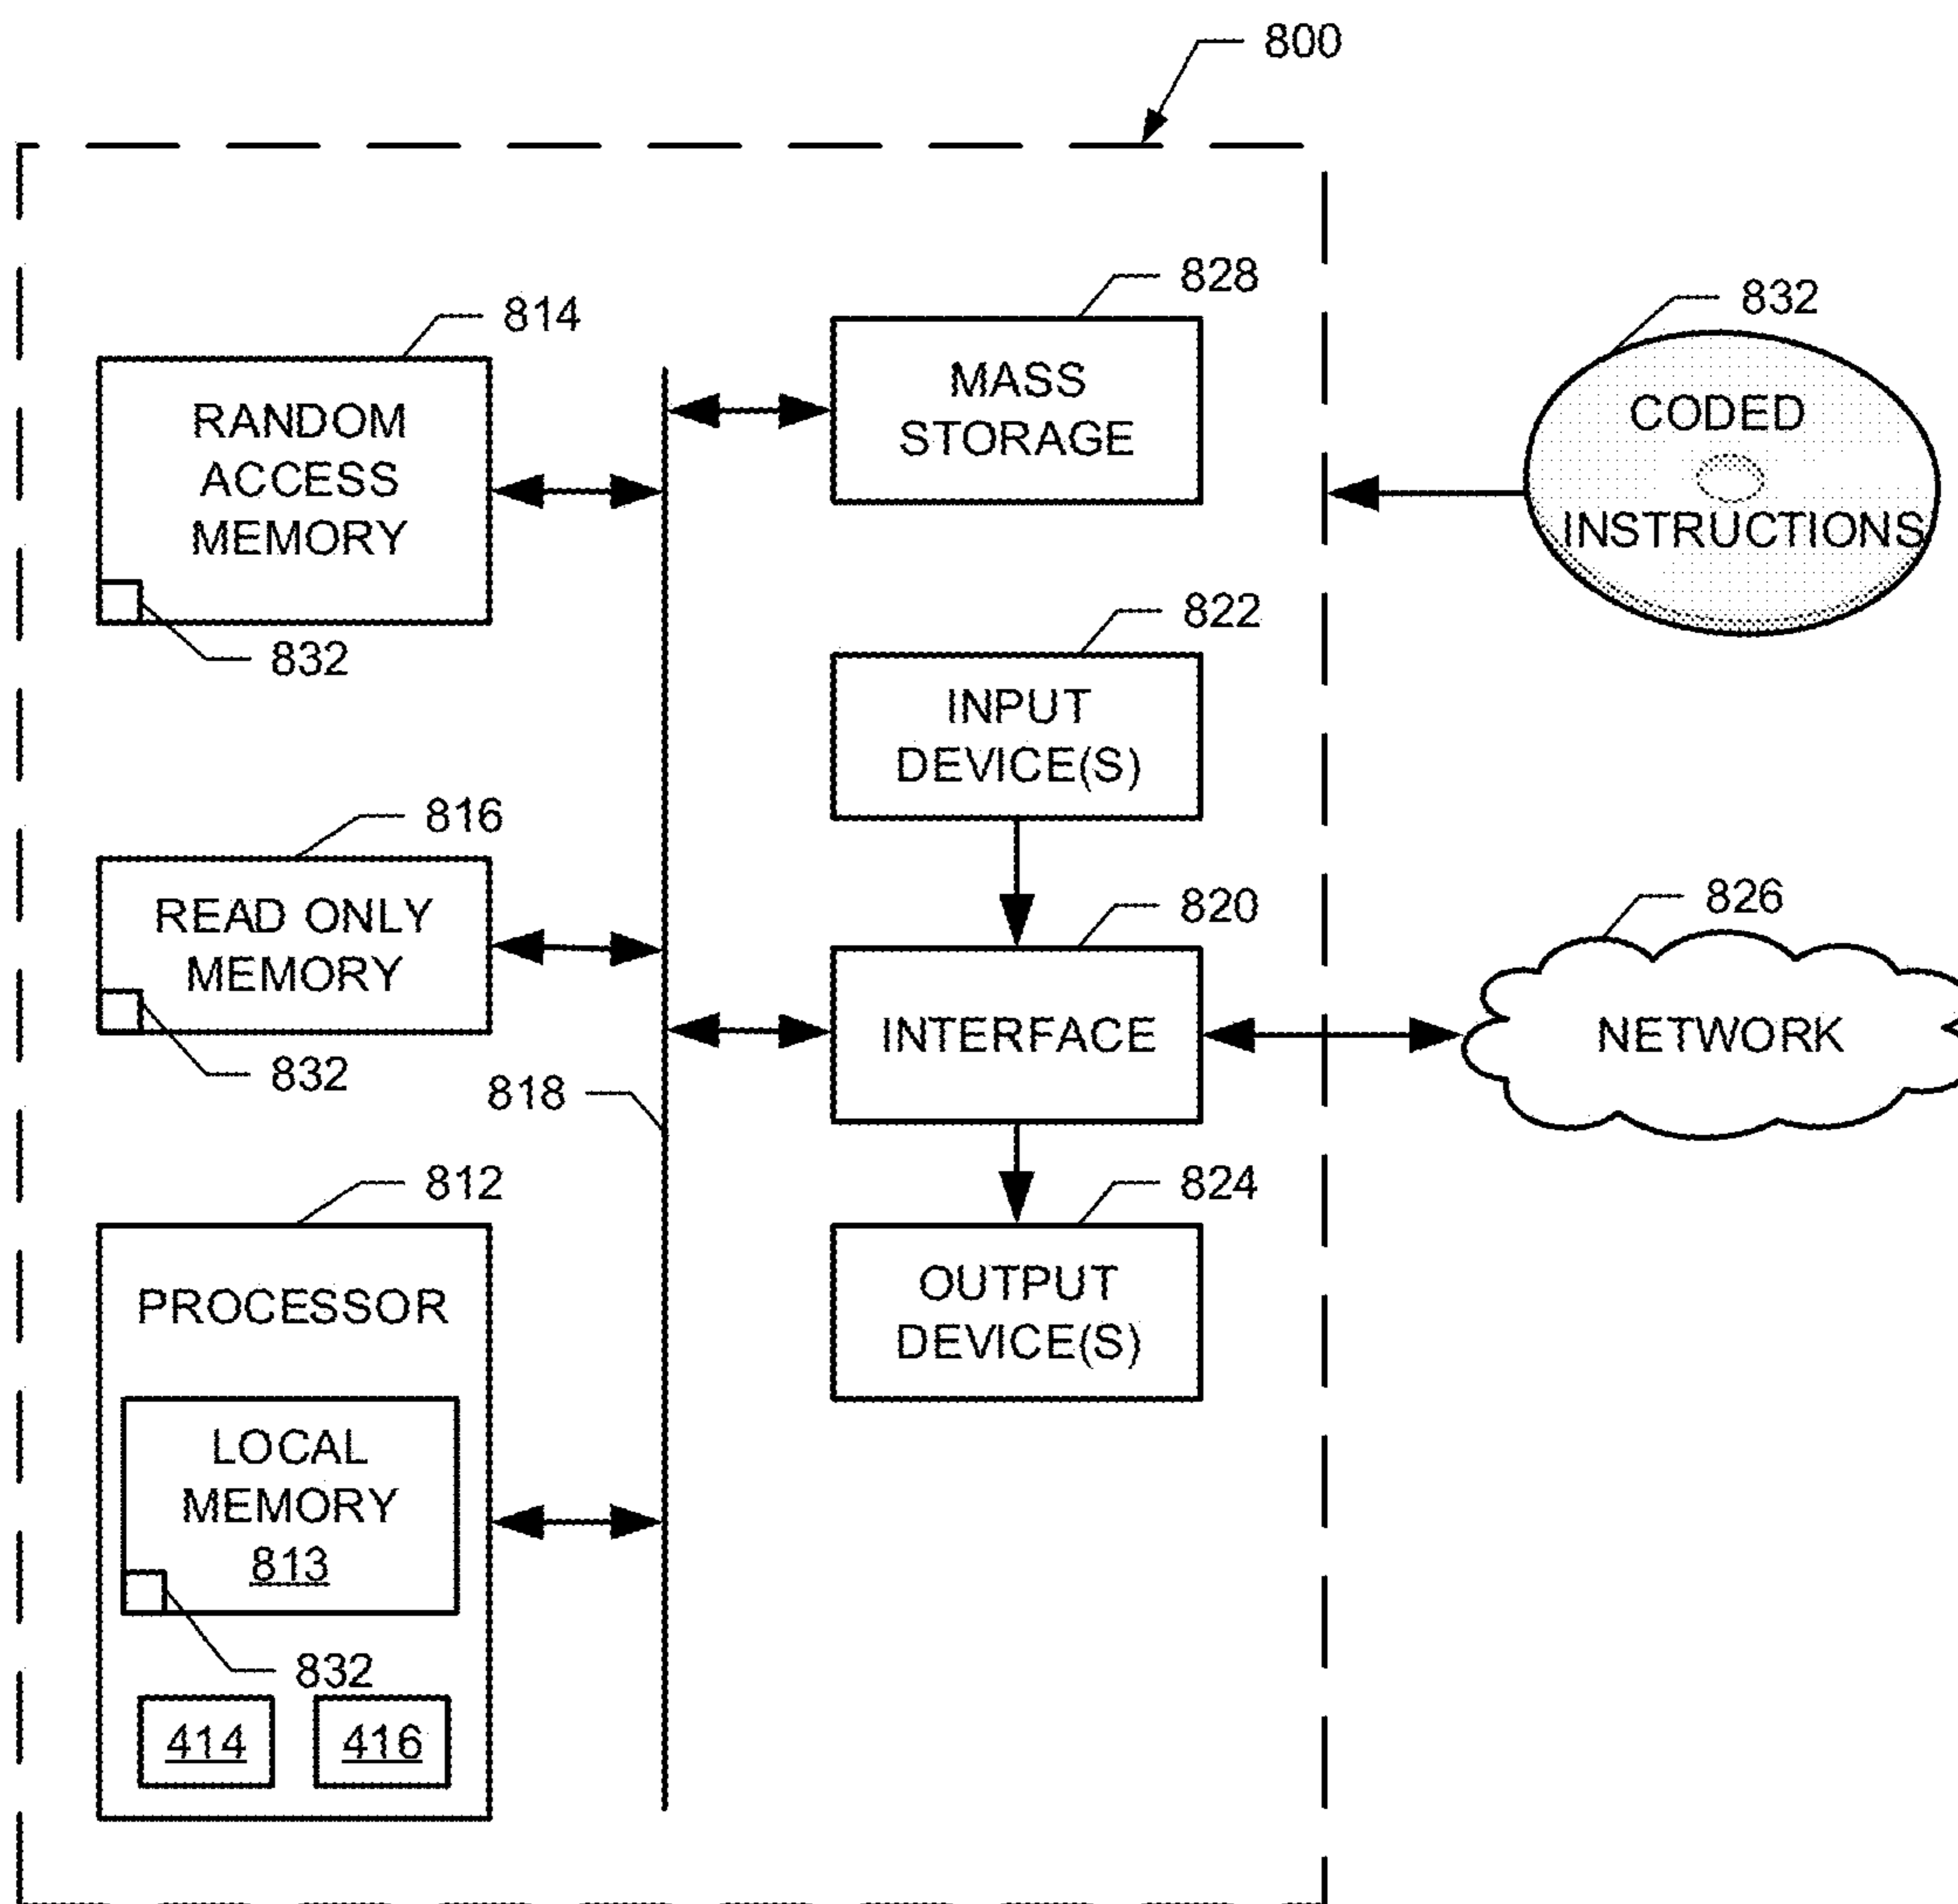 800
814
RANDOM
ACCESS
MEMORY
832
828
MASS
STORAGE
832
CODED
INSTRUCTIONS
822
INPUT
DEVICE(S)
816
READ ONLY
MEMORY
832
820
INTERFACE
826
NETWORK
818
812
PROCESSOR
LOCAL
MEMORY
813
832
414
416
824
OUTPUT
DEVICE(S)